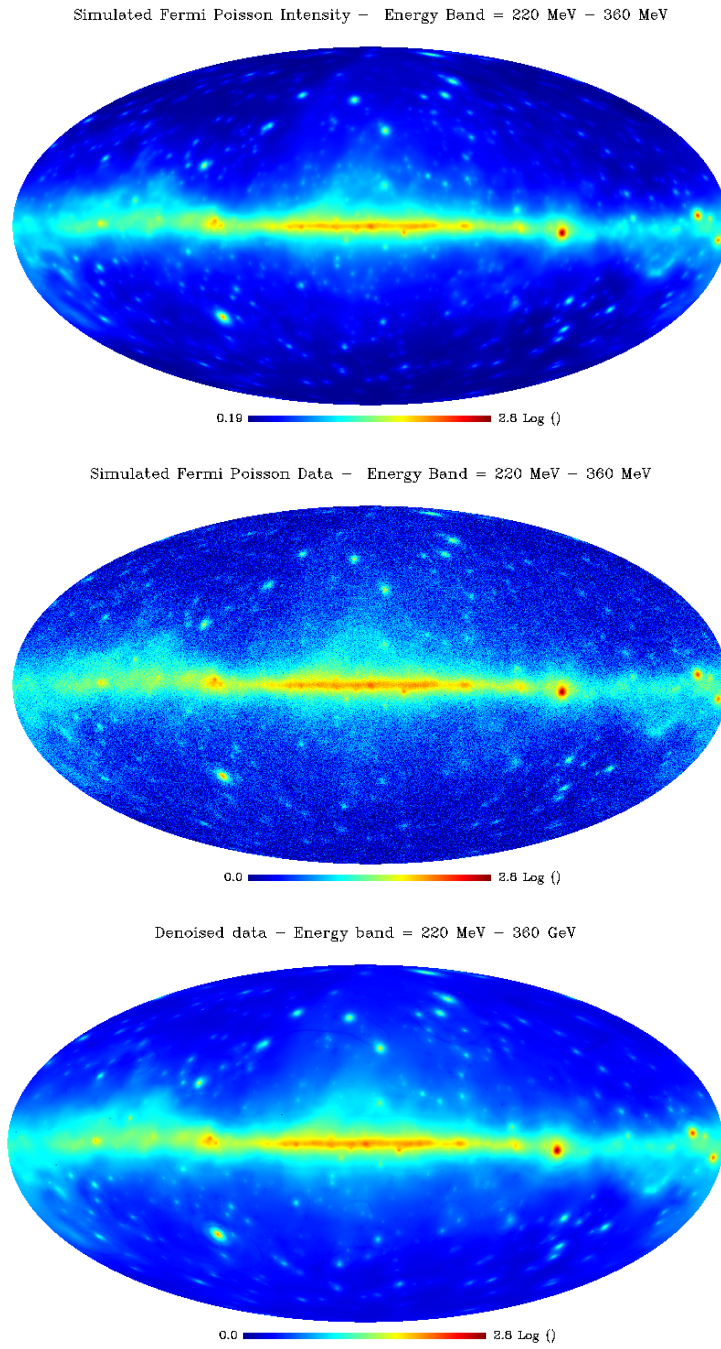 Simulated Fermi Poisson Intensity – Energy Band = 220 MeV – 360 MeV
0.19 2.8 Log ()
Simulated Fermi Poisson Data – Energy Band = 220 MeV – 360 MeV
0.0 2.8 Log ()
Denoised data – Energy band = 220 MeV – 360 GeV
0.0 2.8 Log ()